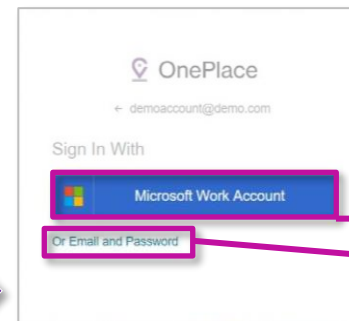 OnePlace
← demoaccount@demo.com
Sign In With
Microsoft Work Account
Or Email and Password